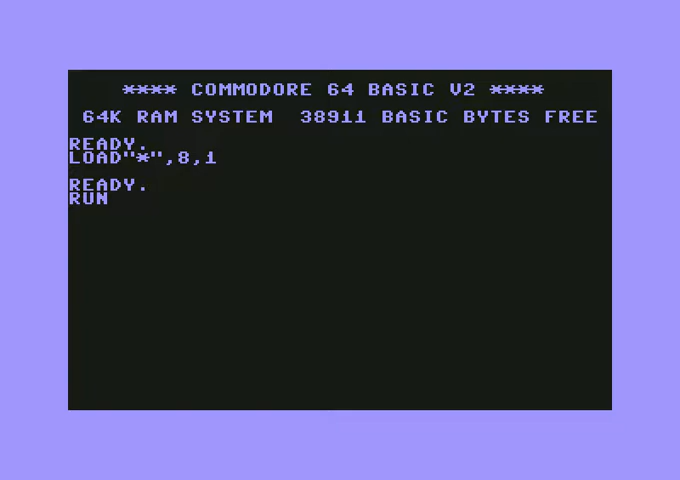 **** COMMODORE 64 BASIC V2 ****
64K RAM SYSTEM  38911 BASIC BYTES FREE
READY.
LOAD"*",8,1
READY.
RUN